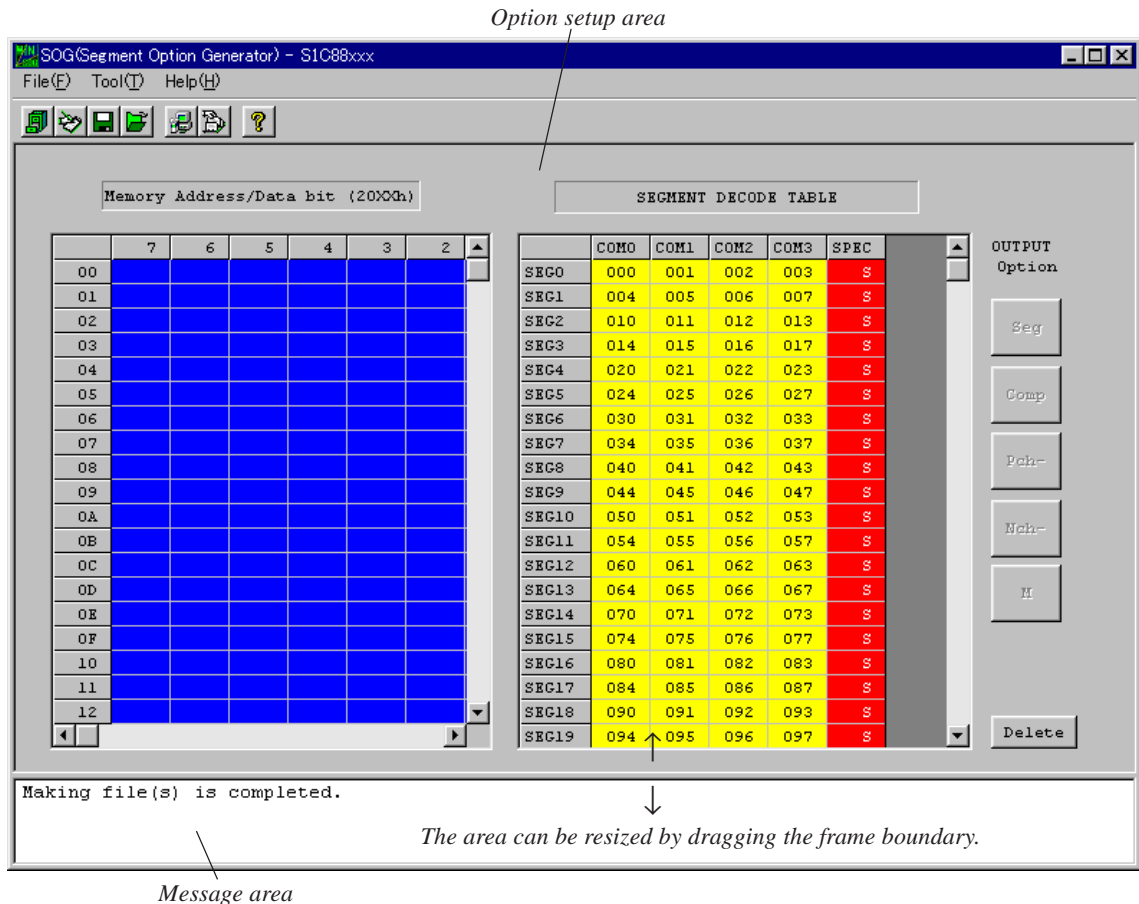 Option setup area
SOG(Segment Option Generator) - S1C88xxx
File(F) Tool(T) Help(H)
Memory Address/Data bit (20XXh)
SEGMENT DECODE TABLE
7 6 5 4 3 2
00
01
02
03
04
05
06
07
08
09
0A
0B
0C
0D
0E
0F
10
11
12
COM0 COM1 COM2 COM3 SPEC
SEG0 000 001 002 003 S
SEG1 004 005 006 007 S
SEG2 010 011 012 013 S
SEG3 014 015 016 017 S
SEG4 020 021 022 023 S
SEG5 024 025 026 027 S
SEG6 030 031 032 033 S
SEG7 034 035 036 037 S
SEG8 040 041 042 043 S
SEG9 044 045 046 047 S
SEG10 050 051 052 053 S
SEG11 054 055 056 057 S
SEG12 060 061 062 063 S
SEG13 064 065 066 067 S
SEG14 070 071 072 073 S
SEG15 074 075 076 077 S
SEG16 080 081 082 083 S
SEG17 084 085 086 087 S
SEG18 090 091 092 093 S
SEG19 094 095 096 097 S
OUTPUT
Option
Seg
Comp
Pch-
Nch-
M
Delete
Making file(s) is completed.
The area can be resized by dragging the frame boundary.
Message area